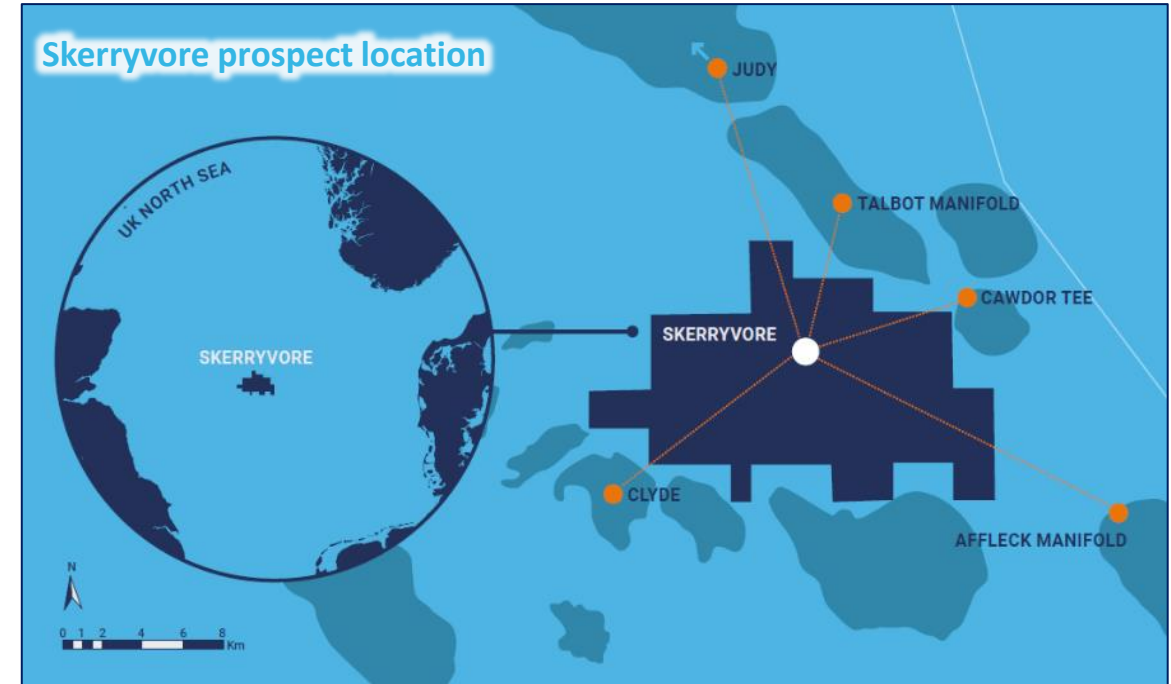 Skerryvore prospect location
JUDY
UK NORTH SEA
TALBOT MANIFOLD
CAWDOR TEE
SKERRYVORE
SKERRYVORE
CLYDE
AFFLECK MANIFOLD
N
0 1 2 4 6 8
Km